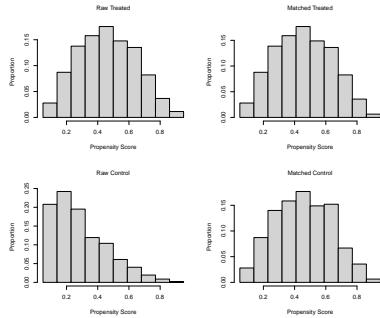 Raw Treated
Proportion
0.00 0.05 0.10 0.15
0.2 0.4 0.6 0.8
Propensity Score
Matched Treated
Proportion
0.00 0.05 0.10 0.15
0.2 0.4 0.6 0.8
Propensity Score
Raw Control
Proportion
0.00 0.05 0.10 0.15 0.20 0.25
0.2 0.4 0.6 0.8
Propensity Score
Matched Control
Proportion
0.00 0.05 0.10 0.15
0.2 0.4 0.6 0.8
Propensity Score